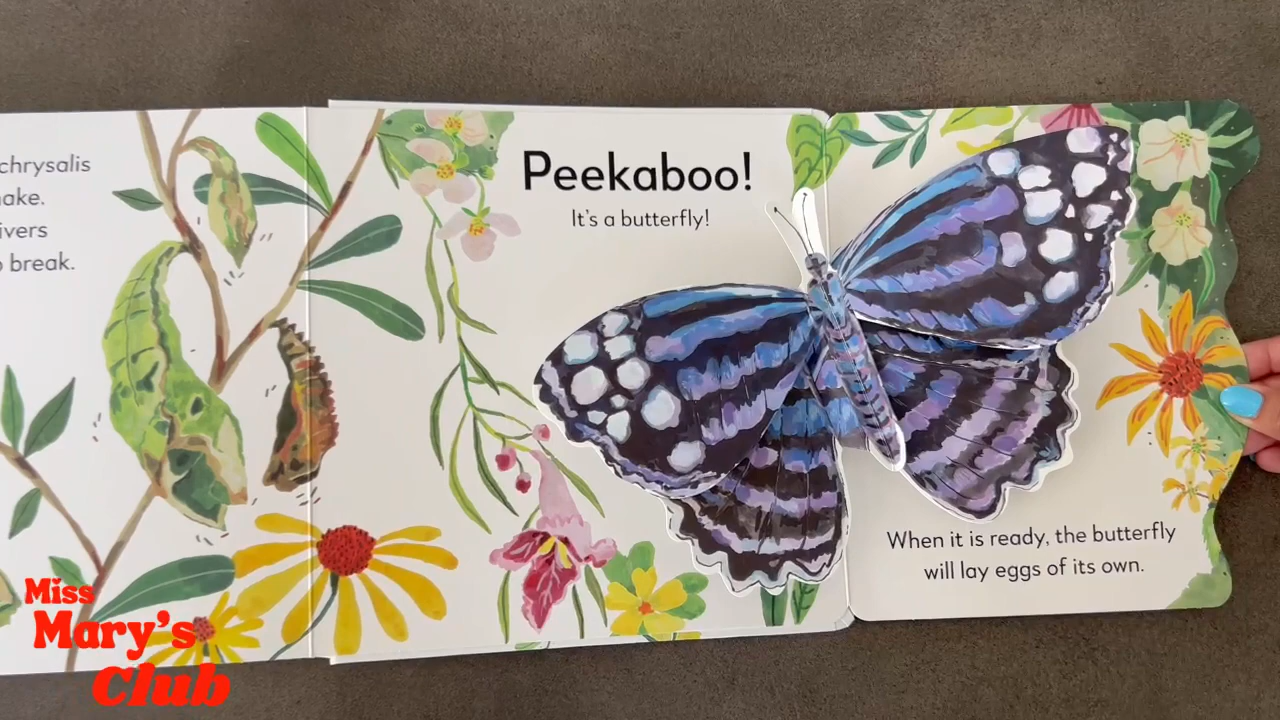 chrysalis
ivers
break.
Peekaboo!
It's a butterfly!
When it is ready, the butterfly
will lay eggs of its own.
Miss
Mary's
Club